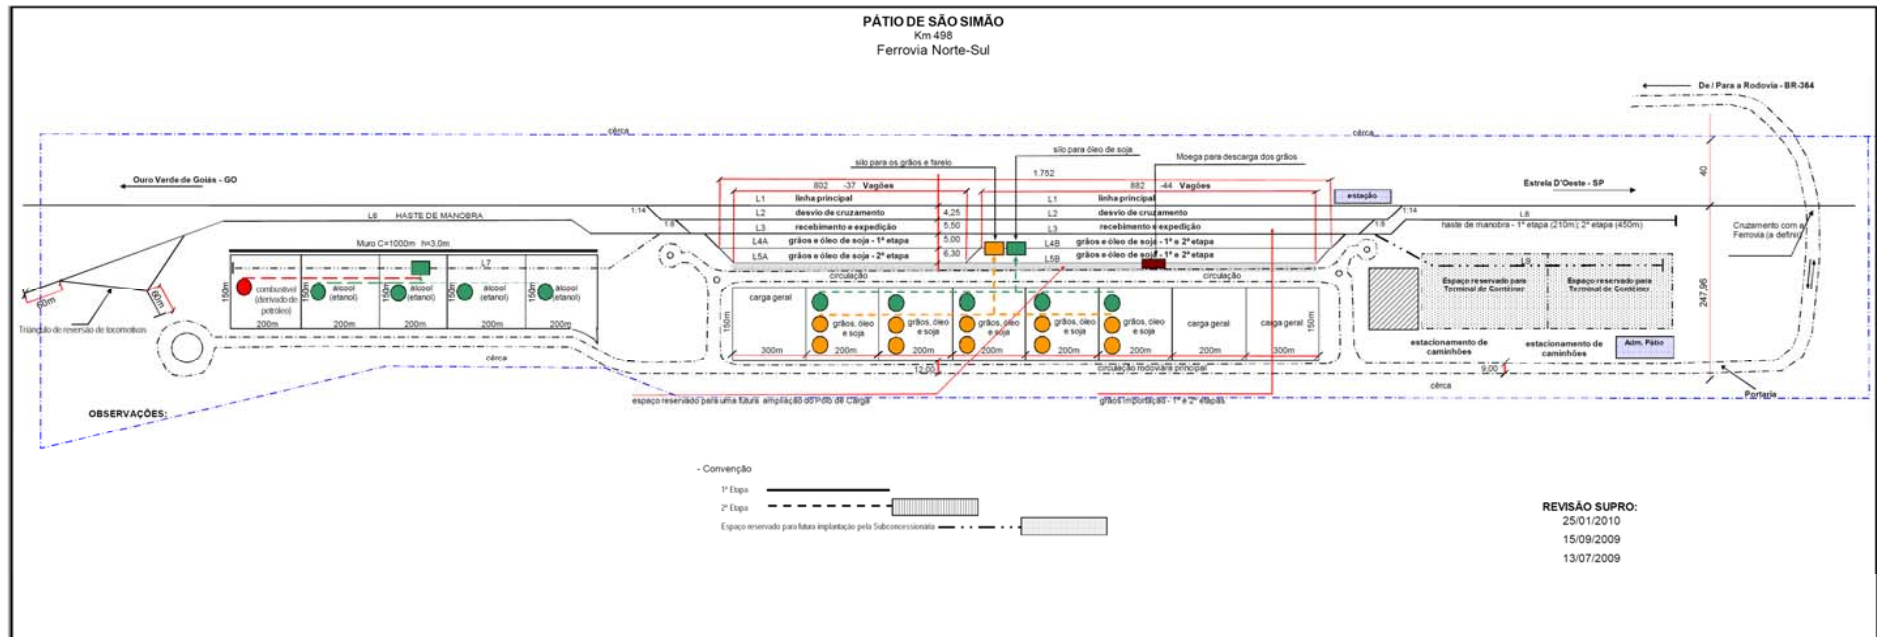 PÁTIO DE SÃO SIMÃO
Km 498
Ferrovia Norte-Sul
De / Para a Rodovia - BR-364
cêrca
cêrca
silo para óleo de soja
silo para os grãos e farelo
Moega para descarga dos grãos
1.752
Ouro Verde de Goiás - GO
802 -37 Vagões
882 -44 Vagões
Estrela D'Oeste - SP
40
estação
L1 linha principal
L1 linha principal
1:14
L2 desvio de cruzamento
4,25
L2 desvio de cruzamento
1:14
L6 HASTE DE MANOBRA
1:8
L3 recebimento e expedição
5,50
L3 recebimento e expedição
1:8
L8
haste de manobra - 1ª etapa (210m); 2ª etapa (450m)
Cruzamento com a
Ferrovia (a definir)
Muro C=1000m h=3.0m
L4A grãos e óleo de soja - 1ª etapa
5,00
L4B grãos e óleo de soja - 1ª e 2ª etapa
L5A grãos e óleo de soja - 2ª etapa
6,30
L5B grãos e óleo de soja - 1ª e 2ª etapa
L7
L9
circulação
circulação
Espaço reservado para
Terminal de Contêiner
Espaço reservado para
Terminal de Contêiner
150m
combustível
(derivado de
petróleo)
150m
álcool
(etanol)
150m
álcool
(etanol)
álcool
(etanol)
álcool
(etanol)
150m
60m
60m
247,96
Triângulo de reversão de locomotivas
200m
200m
200m
200m
200m
carga geral
150m
grãos, óleo
e soja
grãos, óleo
e soja
grãos, óleo
e soja
grãos, óleo
e soja
grãos, óleo
e soja
carga geral
carga geral
150m
300m
200m
200m
200m
200m
200m
200m
300m
estacionamento de
caminhões
estacionamento de
caminhões
Adm. Pátio
cêrca
12,00
circulação rodoviára principal
9,00
cêrca
Portaria
espaço reservado para uma futura ampliação do Pólo de Carga
grãos importação - 1ª e 2ª etapas
OBSERVAÇÕES:
- Convenção
1ª Etapa
2ª Etapa
Espaço reservado para futura implantação pela Subconcessionária
REVISÃO SUPRO:
25/01/2010
15/09/2009
13/07/2009